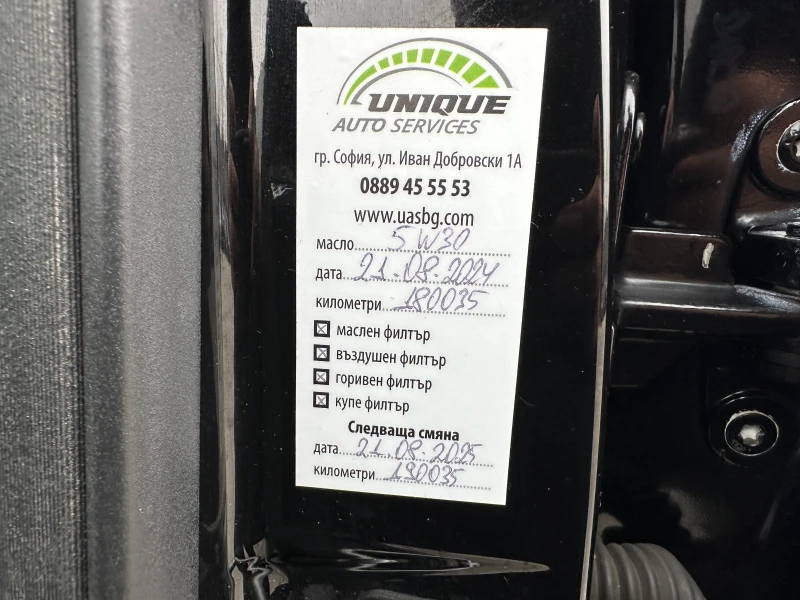 UNIQUE
AUTO SERVICES
гр. София, ул. Иван Добровски 1А
0889 45 55 53
www.uasbg.com
масло 5W30
дата 21.08.2024
километри 180035
маслен филтър
въздушен филтър
горивен филтър
купе филтър
Следваща смяна
дата 21.08.2025
километри 190035